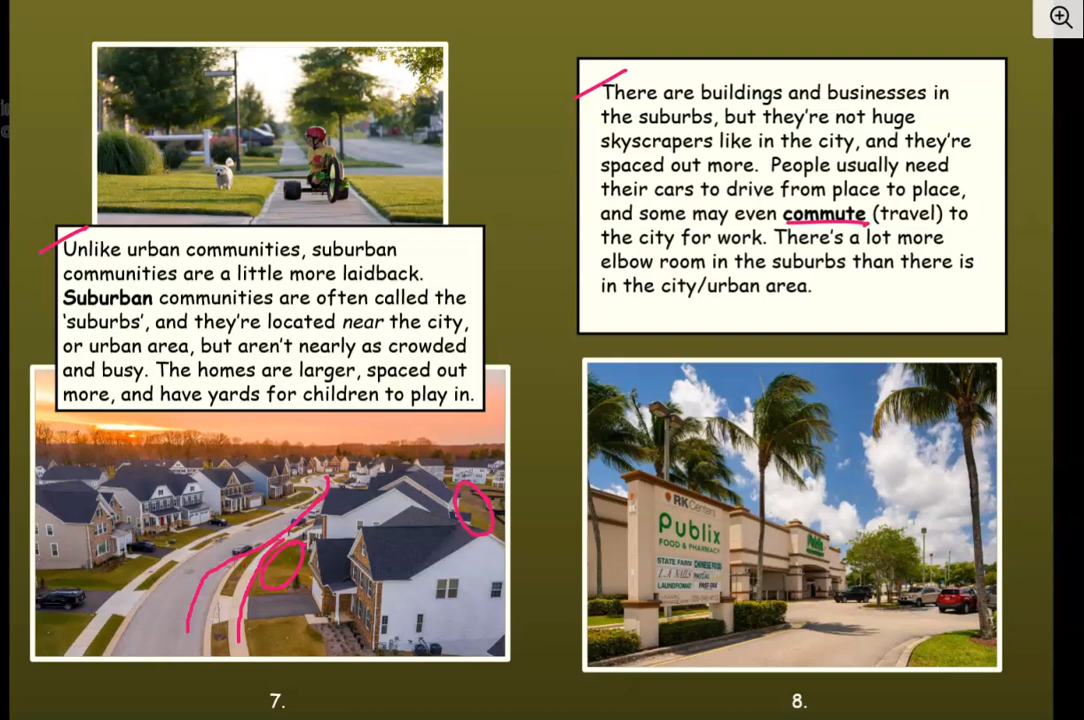 Unlike urban communities, suburban
communities are a little more laidback.
Suburban communities are often called the
‘suburbs’, and they’re located near the city,
or urban area, but aren’t nearly as crowded
and busy. The homes are larger, spaced out
more, and have yards for children to play in.
7.
There are buildings and businesses in
the suburbs, but they’re not huge
skyscrapers like in the city, and they’re
spaced out more.  People usually need
their cars to drive from place to place,
and some may even commute (travel) to
the city for work. There’s a lot more
elbow room in the suburbs than there is
in the city/urban area.
RK Centers
Publix
FOOD & PHARMACY
STATE FARM CHINESE FOOD
LAUNDROMAT
Publix
8.